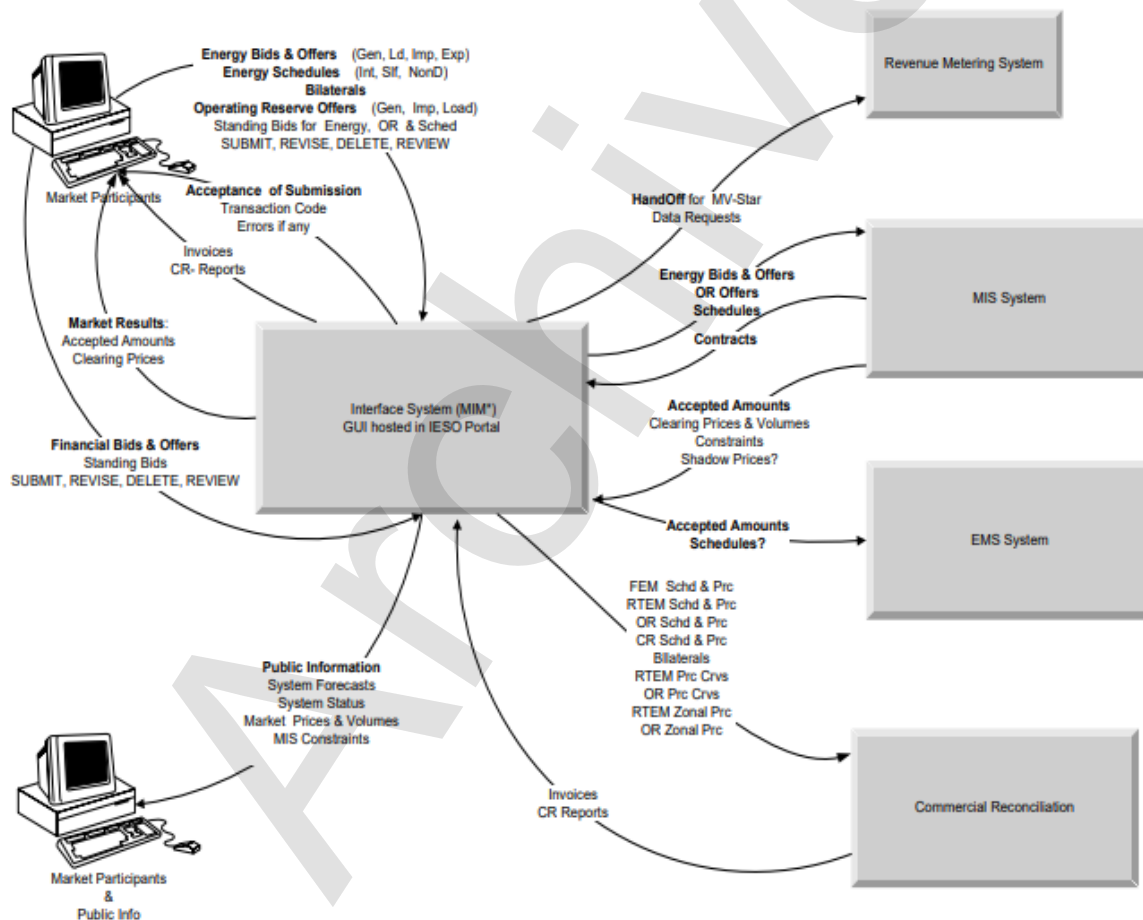 Energy Bids & Offers (Gen, Ld, Imp, Exp)
Energy Schedules (Int, Slf, NonD)
Bilaterals
Operating Reserve Offers (Gen, Imp, Load)
Standing Bids for Energy, OR & Sched
SUBMIT, REVISE, DELETE, REVIEW
Market Participants
Acceptance of Submission
Transaction Code
Errors if any
Invoices
CR- Reports
Market Results:
Accepted Amounts
Clearing Prices
Financial Bids & Offers
Standing Bids
SUBMIT, REVISE, DELETE, REVIEW
Interface System (MIM*)
GUI hosted in IESO Portal
Revenue Metering System
HandOff for MV-Star
Data Requests
Energy Bids & Offers
OR Offers
Schedules
Contracts
MIS System
Accepted Amounts
Clearing Prices & Volumes
Constraints
Shadow Prices?
Accepted Amounts
Schedules?
EMS System
FEM Schd & Prc
RTEM Schd & Prc
OR Schd & Prc
CR Schd & Prc
Bilaterals
RTEM Prc Crvs
OR Prc Crvs
RTEM Zonal Prc
OR Zonal Prc
Public Information
System Forecasts
System Status
Market Prices & Volumes
MIS Constraints
Invoices
CR Reports
Commercial Reconciliation
Market Participants
&
Public Info
Archive